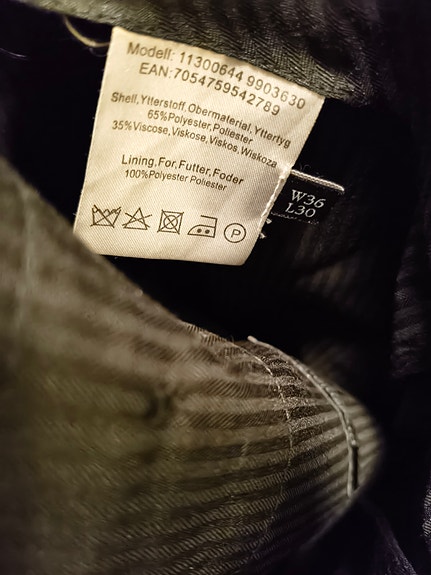 Modell: 11300644 9903630
EAN: 7054759542789
Shell,Ytterstoff,Obermaterial,Yttertyg
65%Polyester,Poliester
35%Viscose,Viskose,Viskos,Wiskoza
Lining,For,Futter,Foder
100%Polyester Poliester
P
W36
L30